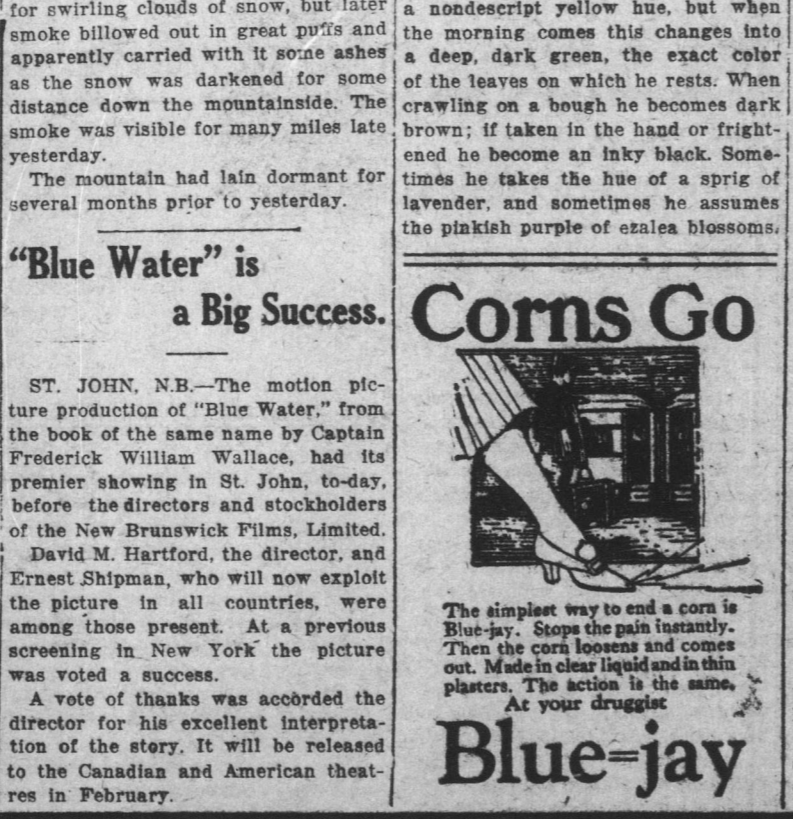 for swirling clouds of snow, but later
smoke billowed out in great puffs and
apparently carried with it some ashes
as the snow was darkened for some
distance down the mountainside. The
smoke was visible for many miles late
yesterday.
The mountain had lain dormant for
several months prior to yesterday.
"Blue Water" is
a Big Success.
ST. JOHN, N.B.—The motion pic-
ture production of "Blue Water," from
the book of the same name by Captain
Frederick William Wallace, had its
premier showing in St. John, to-day,
before the directors and stockholders
of the New Brunswick Films, Limited.
David M. Hartford, the director, and
Ernest Shipman, who will now exploit
the picture in all countries, were
among those present. At a previous
screening in New York the picture
was voted a success.
A vote of thanks was accorded the
director for his excellent interpreta-
tion of the story. It will be released
to the Canadian and American theat-
res in February.
a nondescript yellow hue, but when
the morning comes this changes into
a deep, dark green, the exact color
of the leaves on which he rests. When
crawling on a bough he becomes dark
brown; if taken in the hand or fright-
ened he become an inky black. Some-
times he takes the hue of a sprig of
lavender, and sometimes he assumes
the pinkish purple of ezalea blossoms.
Corns Go
The simplest way to end a corn is
Blue-jay. Stops the pain instantly.
Then the corn loosens and comes
out. Made in clear liquid and in thin
plasters. The action is the same.
At your druggist
Blue=jay